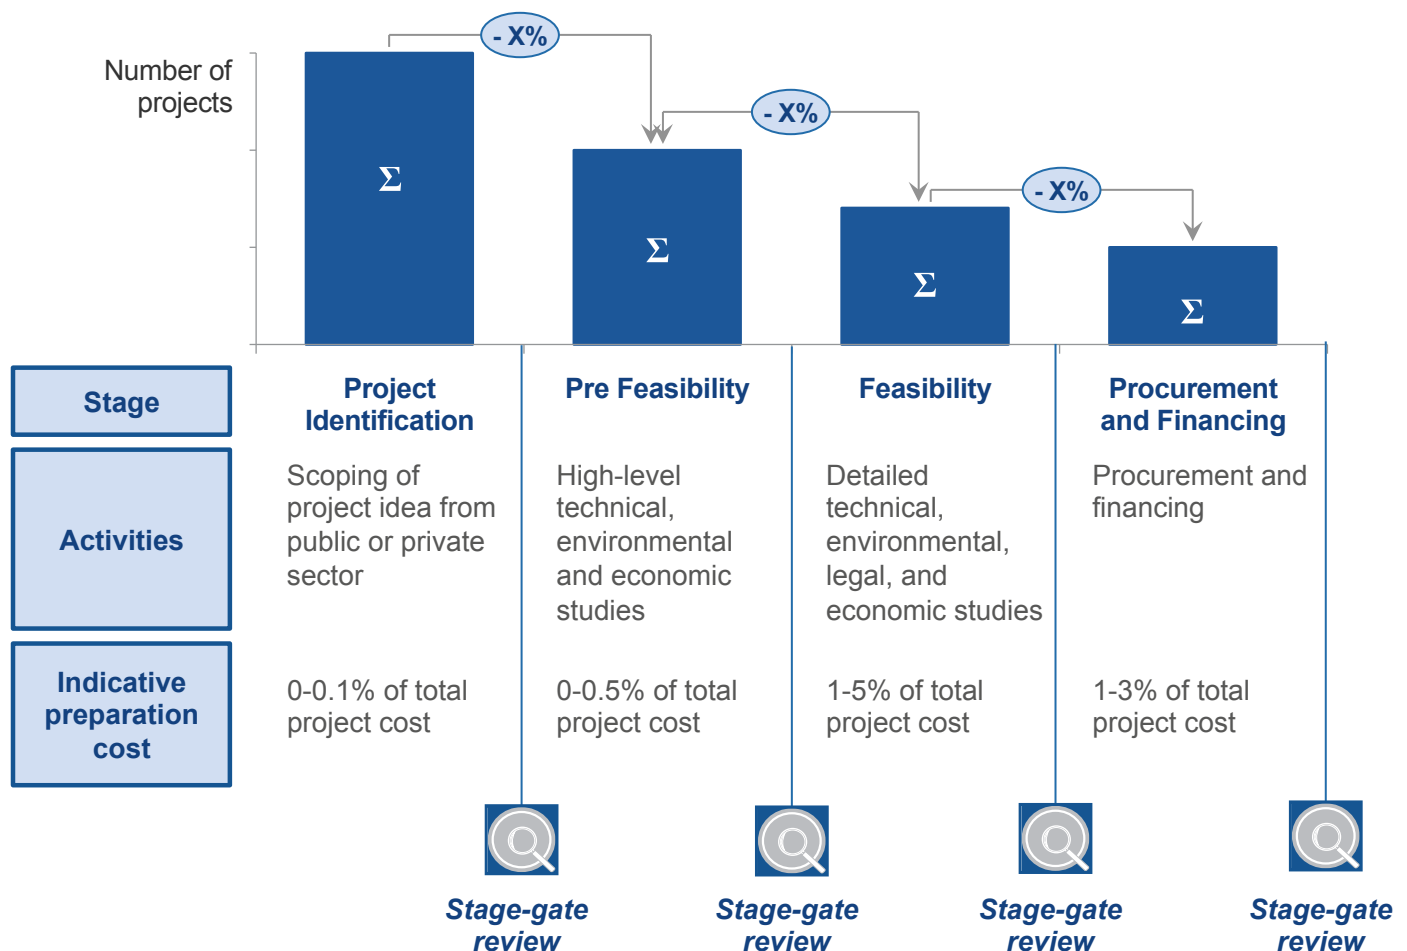 Number of
projects
- X%
- X%
- X%
Σ
Σ
Σ
Σ
Stage
Project
Identification
Pre Feasibility
Feasibility
Procurement
and Financing
Activities
Scoping of
project idea from
public or private
sector
High-level
technical,
environmental
and economic
studies
Detailed
technical,
environmental,
legal, and
economic studies
Procurement and
financing
Indicative
preparation
cost
0-0.1% of total
project cost
0-0.5% of total
project cost
1-5% of total
project cost
1-3% of total
project cost
Stage-gate
review
Stage-gate
review
Stage-gate
review
Stage-gate
review